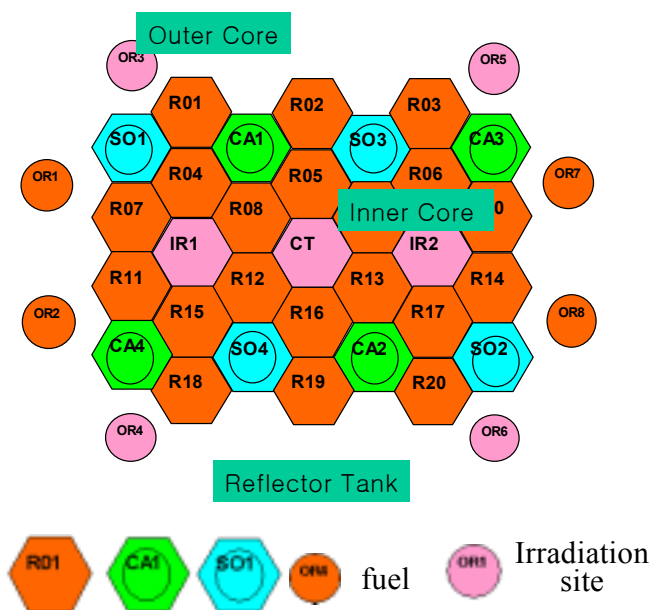 Outer Core
OR3
OR5
R01
R02
R03
SO1
CA1
SO3
CA3
OR1
R04
R05
R06
OR7
R07
R08
Inner Core
0
IR1
CT
IR2
R11
R12
R13
R14
OR2
R15
R16
R17
OR8
CA4
SO4
CA2
SO2
R18
R19
R20
OR4
OR6
Reflector Tank
R01
CA1
SO1
fuel
OR1
Irradiation
site